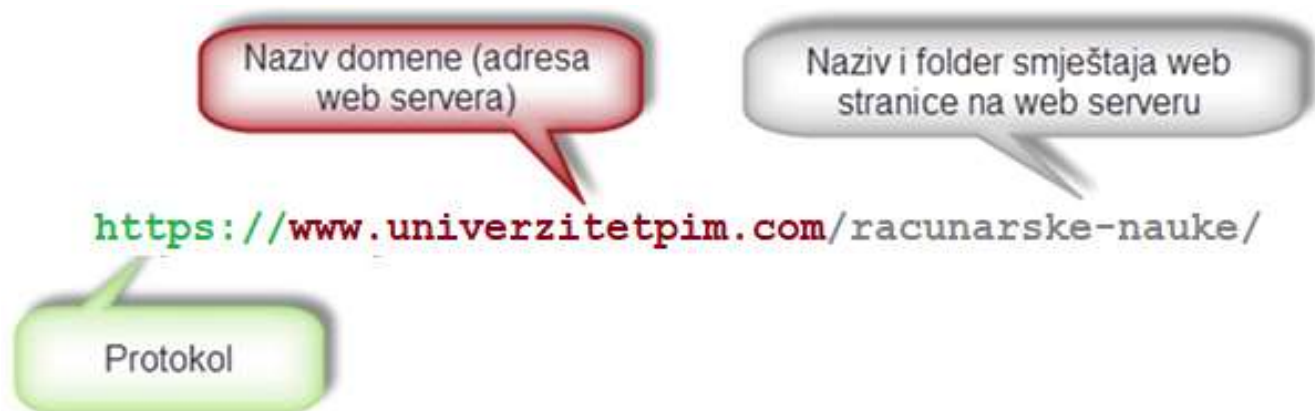 Naziv domene (adresa
web servera)
Naziv i folder smještaja web
stranice na web serveru
https://www.univerzitetpim.com/racunarske-nauke/
Protokol